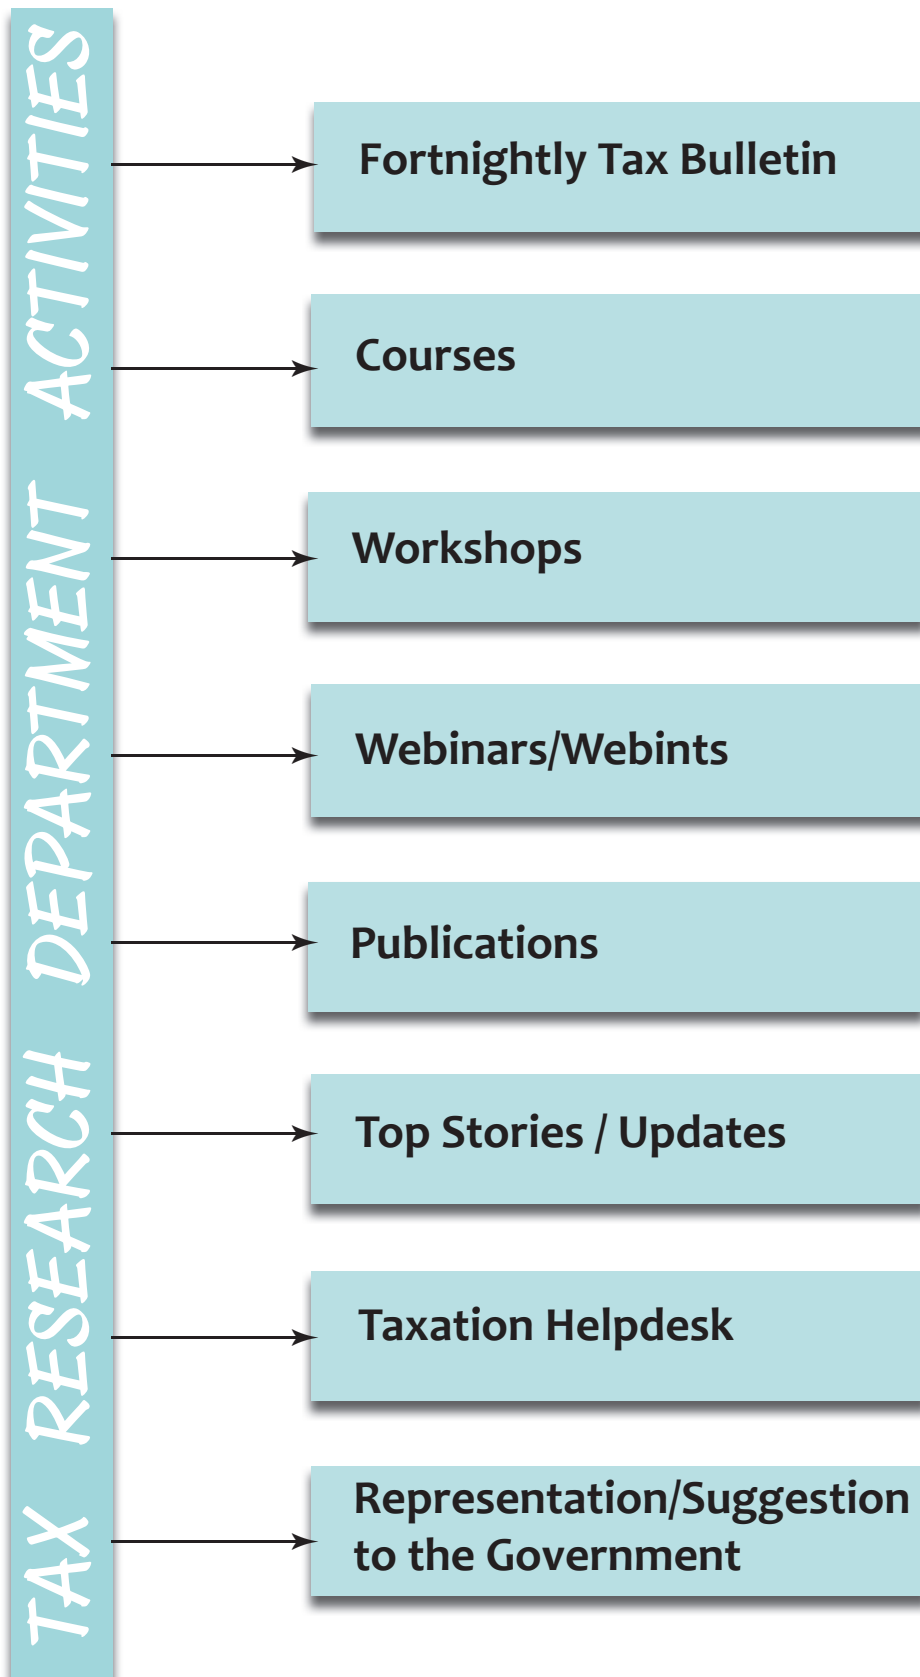 TAX RESEARCH DEPARTMENT ACTIVITIES
Fortnightly Tax Bulletin
Courses
Workshops
Webinars/Webints
Publications
Top Stories / Updates
Taxation Helpdesk
Representation/Suggestion
to the Government